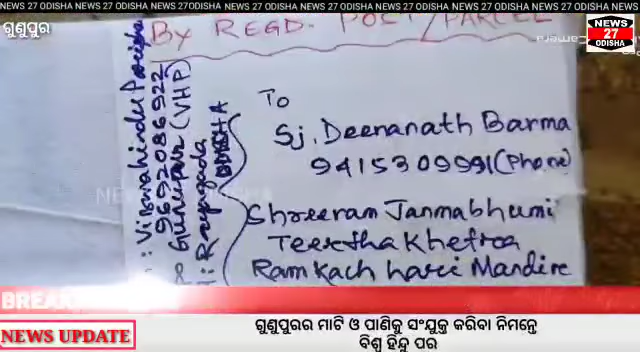 NEWS 27 ODISHA NEWS 27 ODISHA NEWS 27 ODISHA NEWS 27 ODISHA NEWS 27 ODISHA NEWS 27 ODISHA NEWS
ଗୁଣୁପୁର
NEWS
27
ODISHA
BY REGD. POST/PARCEL
To
Sj. Deenanath Barma
9415309991(Phone)
Shreeram Janmabhumi
Teertha Khetra
Ram Kach hari Mandire
: Viswahindu Parisha
9692086922
Gunupur (VHP)
: Rayagada
ODISHA
BREAK
NEWS UPDATE
ଗୁଣୁପୁରର ମାଟି ଓ ପାଣିକୁ ସଂଯୁକ୍ତ କରିବା ନିମନ୍ତେ
ବିଶ୍ୱ ହିନ୍ଦୁ ପର